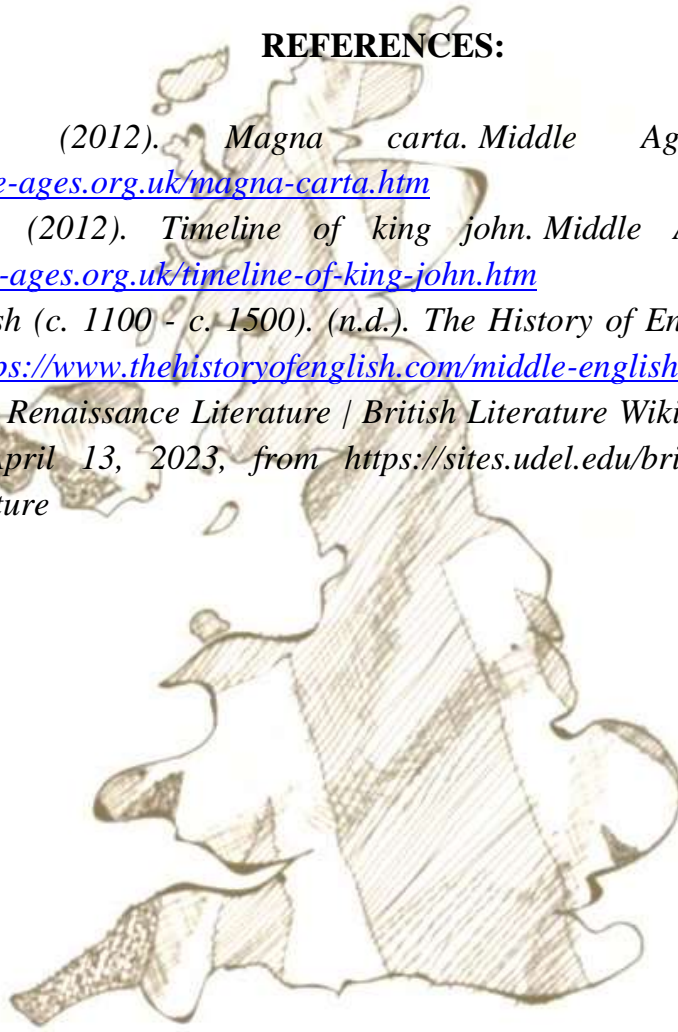 REFERENCES:
(2012). Magna carta. Middle Ag
e-ages.org.uk/magna-carta.htm
(2012). Timeline of king john. Middle A
-ages.org.uk/timeline-of-king-john.htm
sh (c. 1100 - c. 1500). (n.d.). The History of En
ps://www.thehistoryofenglish.com/middle-english
Renaissance Literature | British Literature Wiki
April 13, 2023, from https://sites.udel.edu/bri
ture